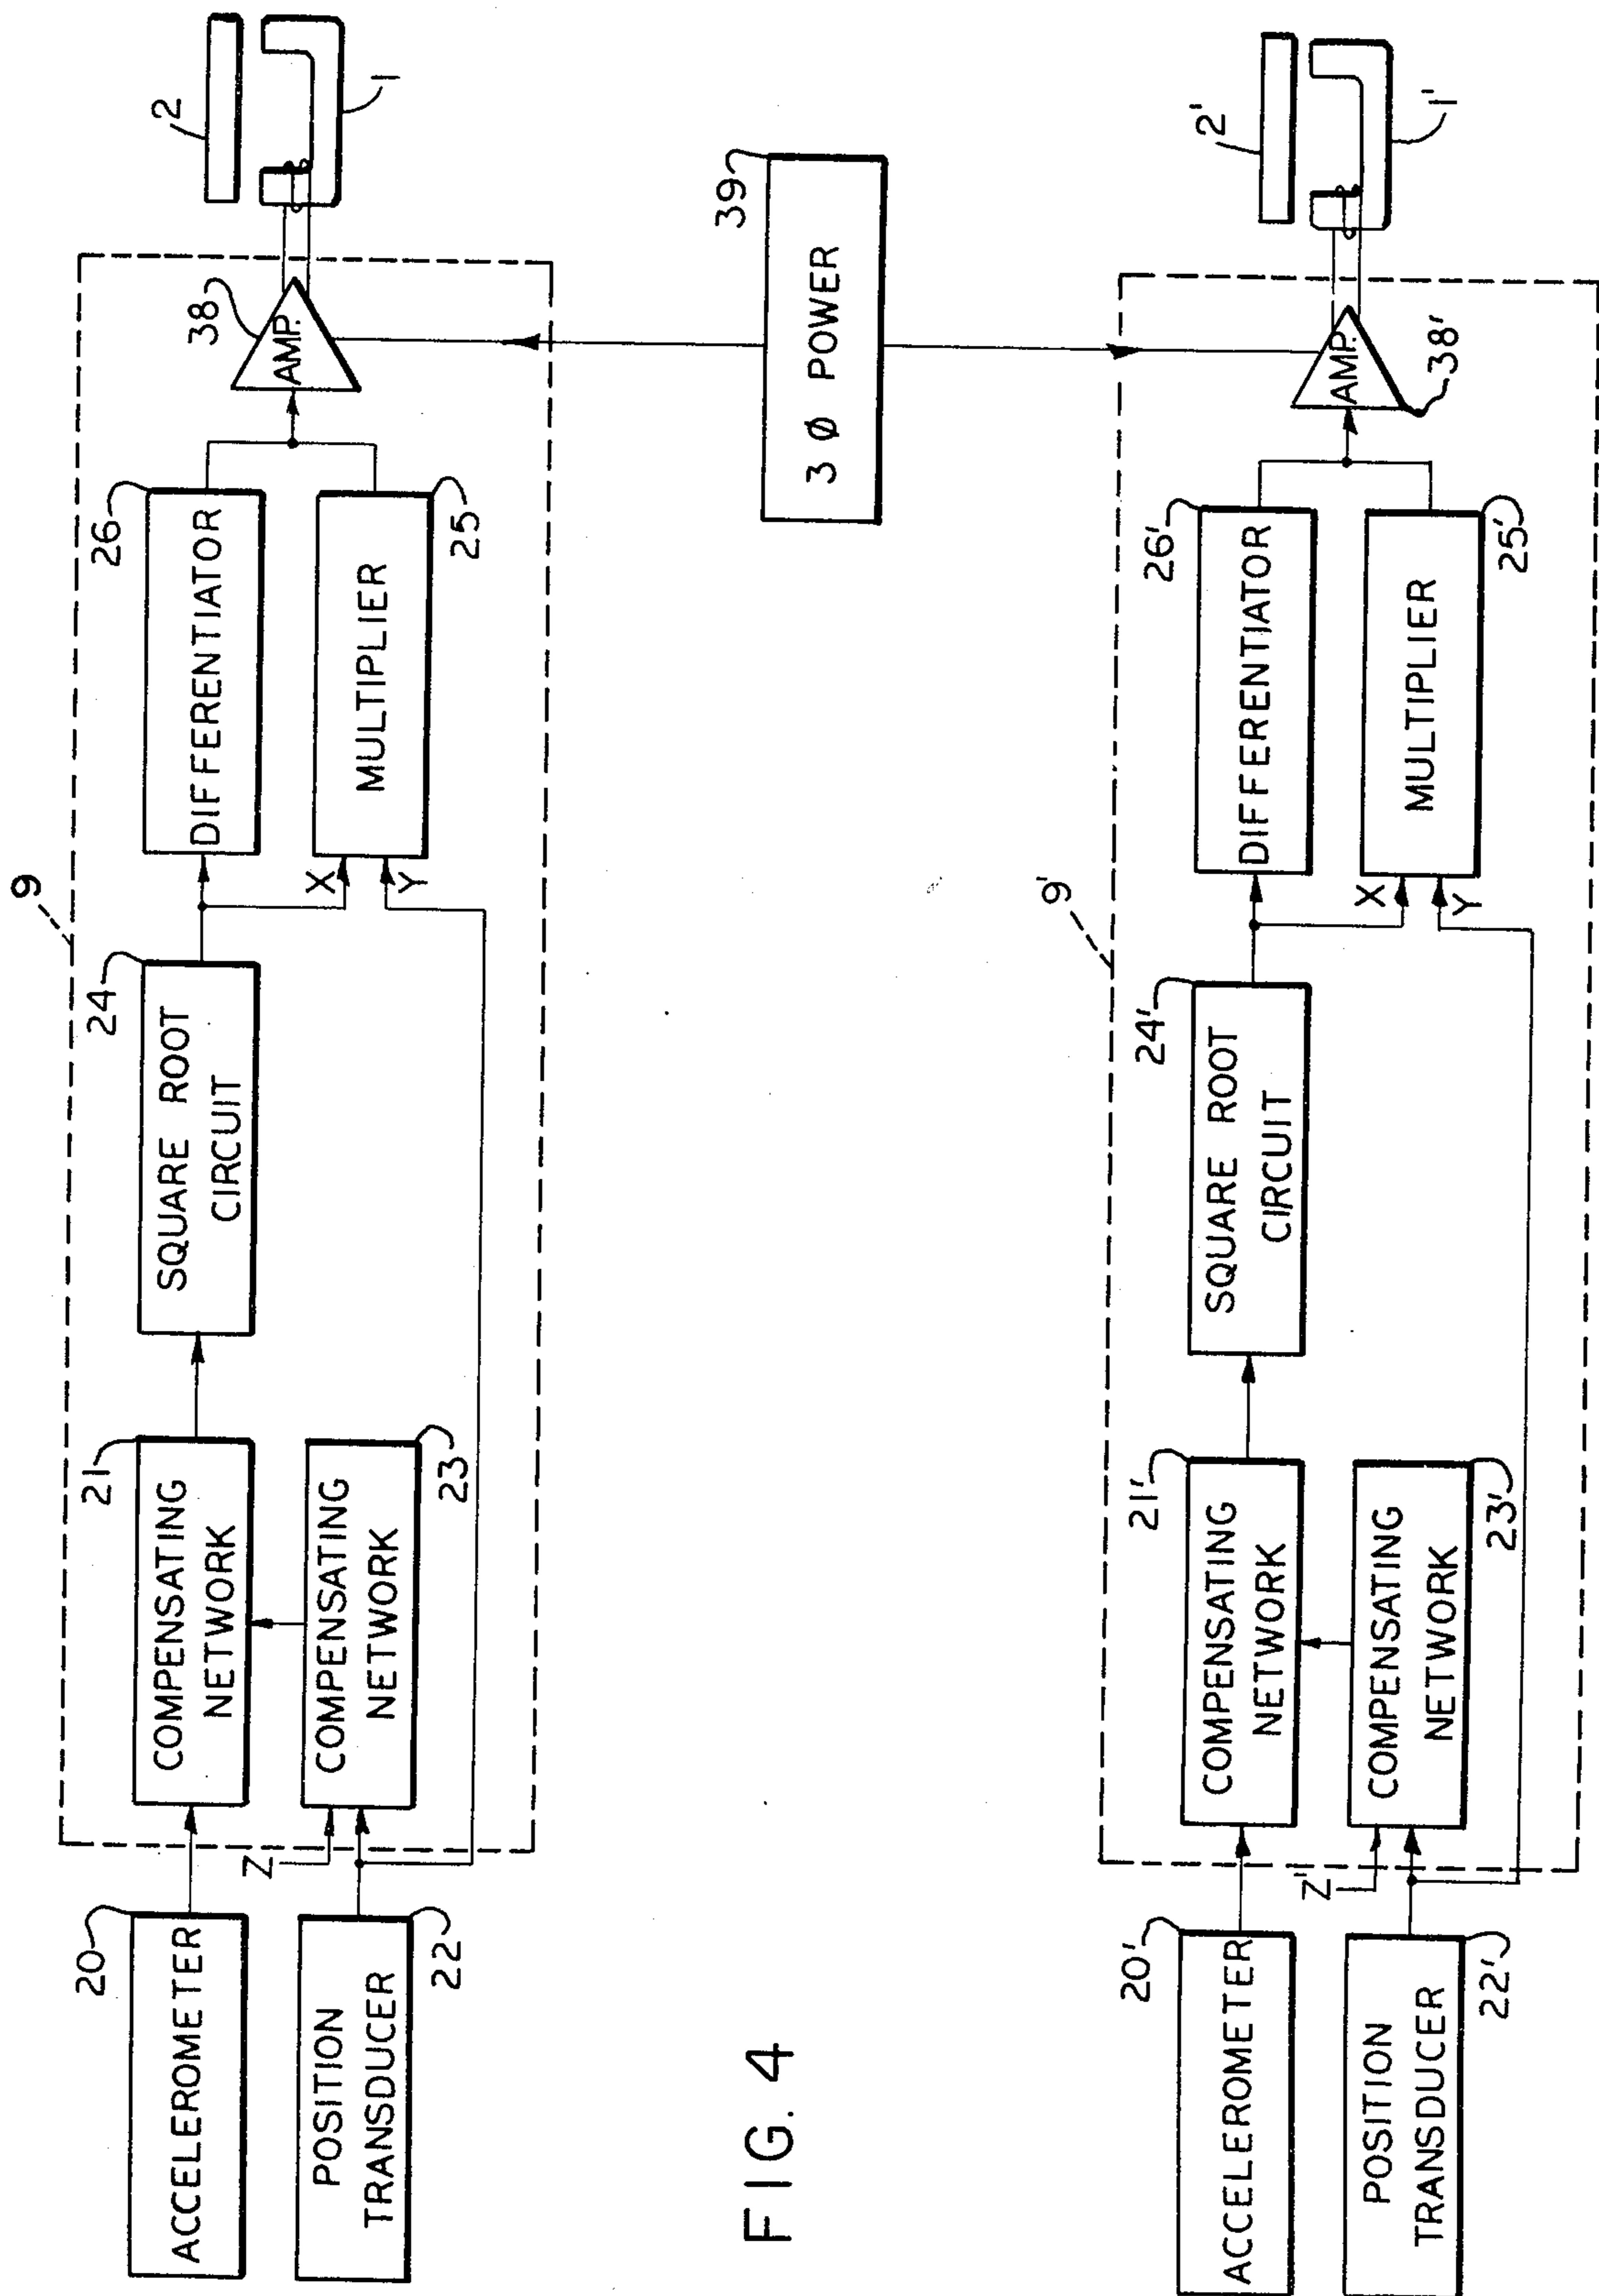 9
20
ACCELEROMETER
21
COMPENSATING
NETWORK
24
SQUARE ROOT
CIRCUIT
26
DIFFERENTIATOR
38
AMP.
2
1
Z
POSITION
TRANSDUCER
22
COMPENSATING
NETWORK
23
X
Y
MULTIPLIER
25
FIG. 4
3 Ø POWER
39
9'
20'
ACCELEROMETER
21'
COMPENSATING
NETWORK
24'
SQUARE ROOT
CIRCUIT
26'
DIFFERENTIATOR
AMP.
38'
2'
1'
Z'
POSITION
TRANSDUCER
22'
COMPENSATING
NETWORK
23'
X
Y
MULTIPLIER
25'